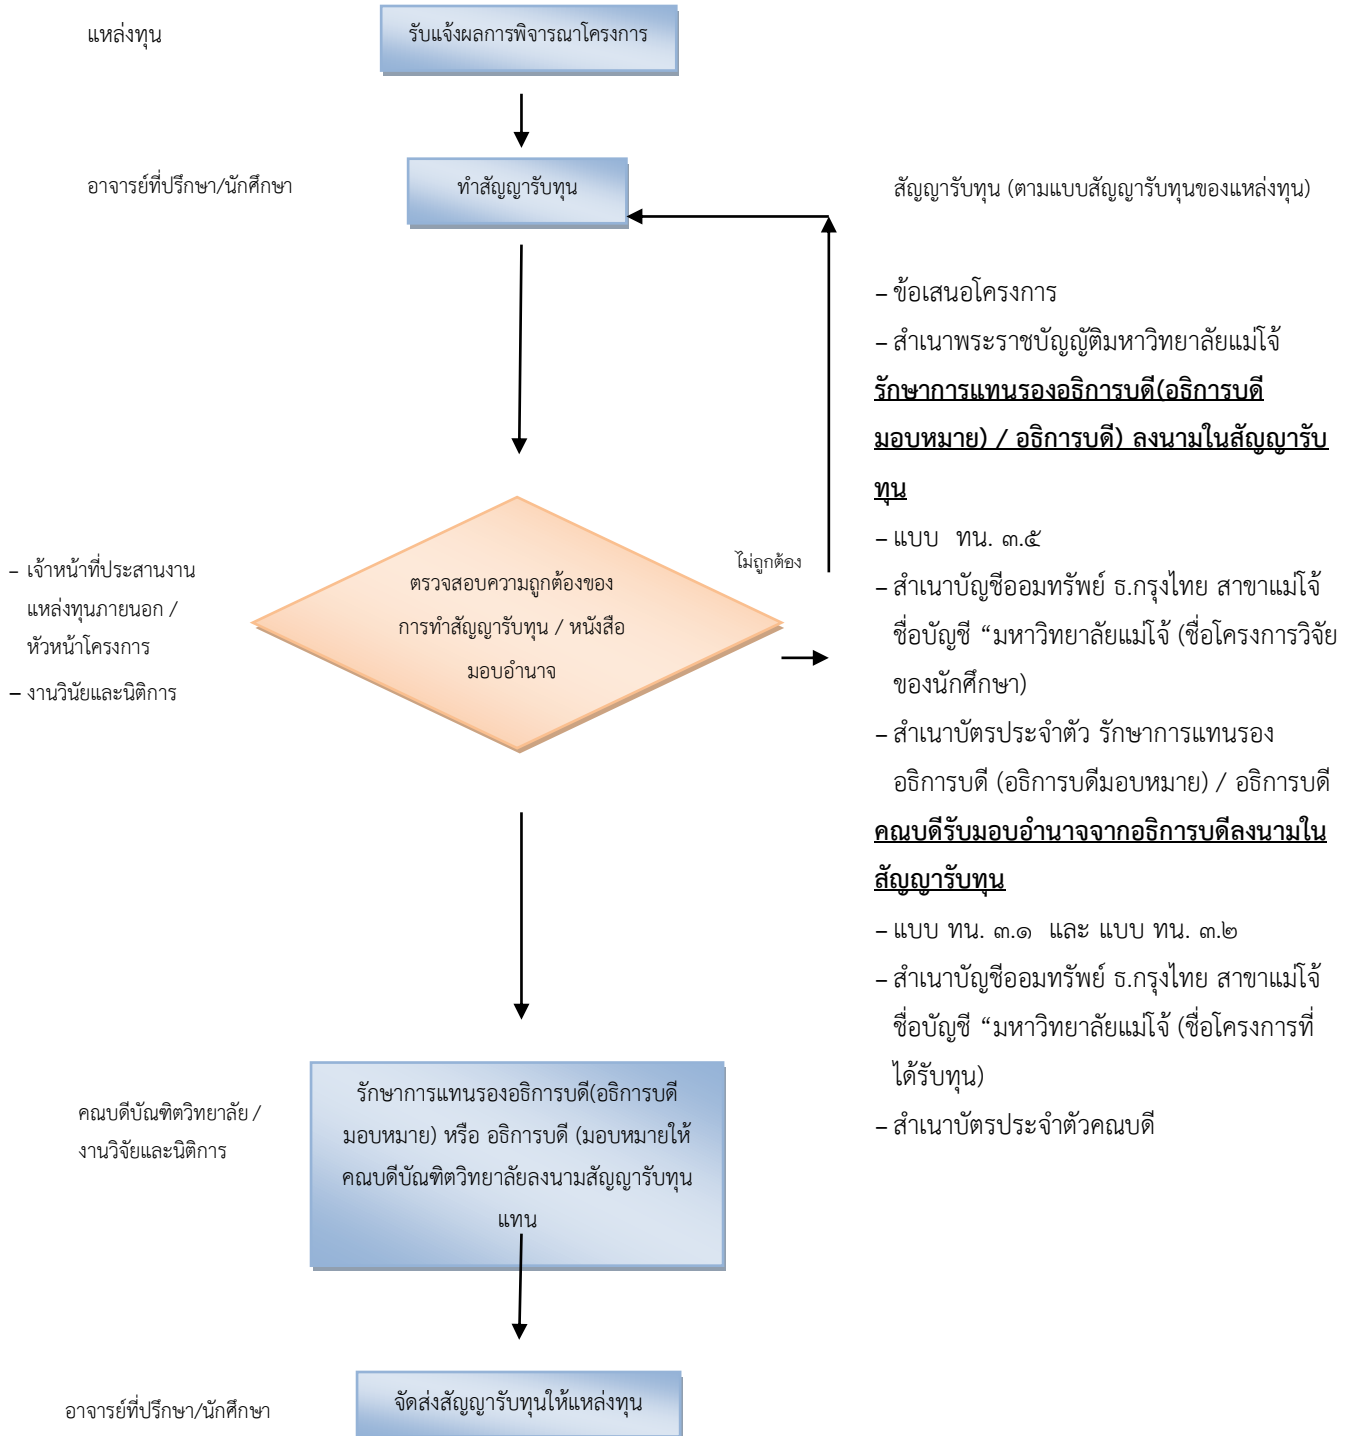 แหล่งทุน
รับแจ้งผลการพิจารณาโครงการ
อาจารย์ที่ปรึกษา/นักศึกษา
ทำสัญญารับทุน
สัญญารับทุน (ตามแบบสัญญารับทุนของแหล่งทุน)
– ข้อเสนอโครงการ
– สำเนาพระราชบัญญัติมหาวิทยาลัยแม่โจ้
รักษาการแทนรองอธิการบดี(อธิการบดี
มอบหมาย) / อธิการบดี) ลงนามในสัญญารับ
ทุน
– แบบ ทน. ๓.๕
– สำเนาบัญชีออมทรัพย์ ธ.กรุงไทย สาขาแม่โจ้
ชื่อบัญชี “มหาวิทยาลัยแม่โจ้ (ชื่อโครงการวิจัย
ของนักศึกษา)
– สำเนาบัตรประจำตัว รักษาการแทนรอง
อธิการบดี (อธิการบดีมอบหมาย) / อธิการบดี
คณบดีรับมอบอำนาจจากอธิการบดีลงนามใน
สัญญารับทุน
– แบบ ทน. ๓.๑ และ แบบ ทน. ๓.๒
– สำเนาบัญชีออมทรัพย์ ธ.กรุงไทย สาขาแม่โจ้
ชื่อบัญชี “มหาวิทยาลัยแม่โจ้ (ชื่อโครงการที่
ได้รับทุน)
– สำเนาบัตรประจำตัวคณบดี
– เจ้าหน้าที่ประสานงาน
แหล่งทุนภายนอก /
หัวหน้าโครงการ
– งานวินัยและนิติการ
ตรวจสอบความถูกต้องของ
การทำสัญญารับทุน / หนังสือ
มอบอำนาจ
ไม่ถูกต้อง
คณบดีบัณฑิตวิทยาลัย /
งานวิจัยและนิติการ
รักษาการแทนรองอธิการบดี(อธิการบดี
มอบหมาย) หรือ อธิการบดี (มอบหมายให้
คณบดีบัณฑิตวิทยาลัยลงนามสัญญารับทุน
แทน
อาจารย์ที่ปรึกษา/นักศึกษา
จัดส่งสัญญารับทุนให้แหล่งทุน